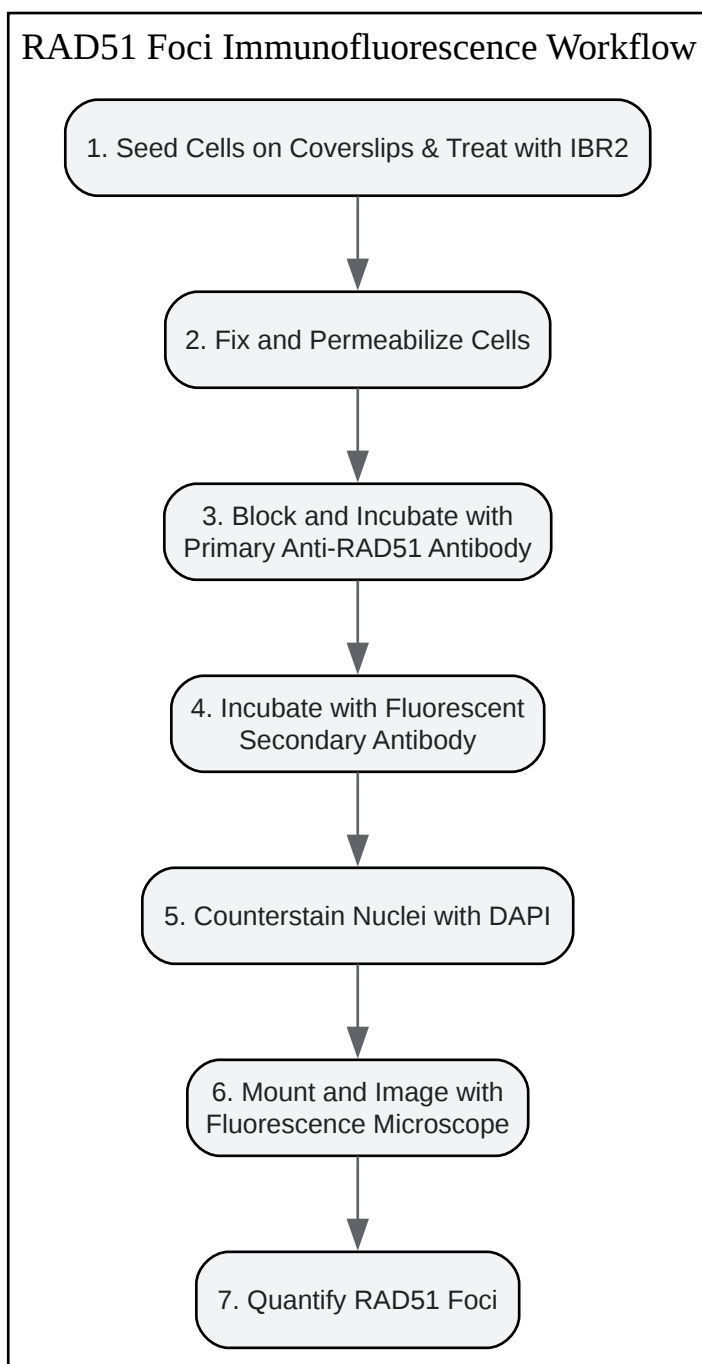 RAD51 Foci Immunofluorescence Workflow
1. Seed Cells on Coverslips & Treat with IBR2
2. Fix and Permeabilize Cells
3. Block and Incubate with
Primary Anti-RAD51 Antibody
4. Incubate with Fluorescent
Secondary Antibody
5. Counterstain Nuclei with DAPI
6. Mount and Image with
Fluorescence Microscope
7. Quantify RAD51 Foci